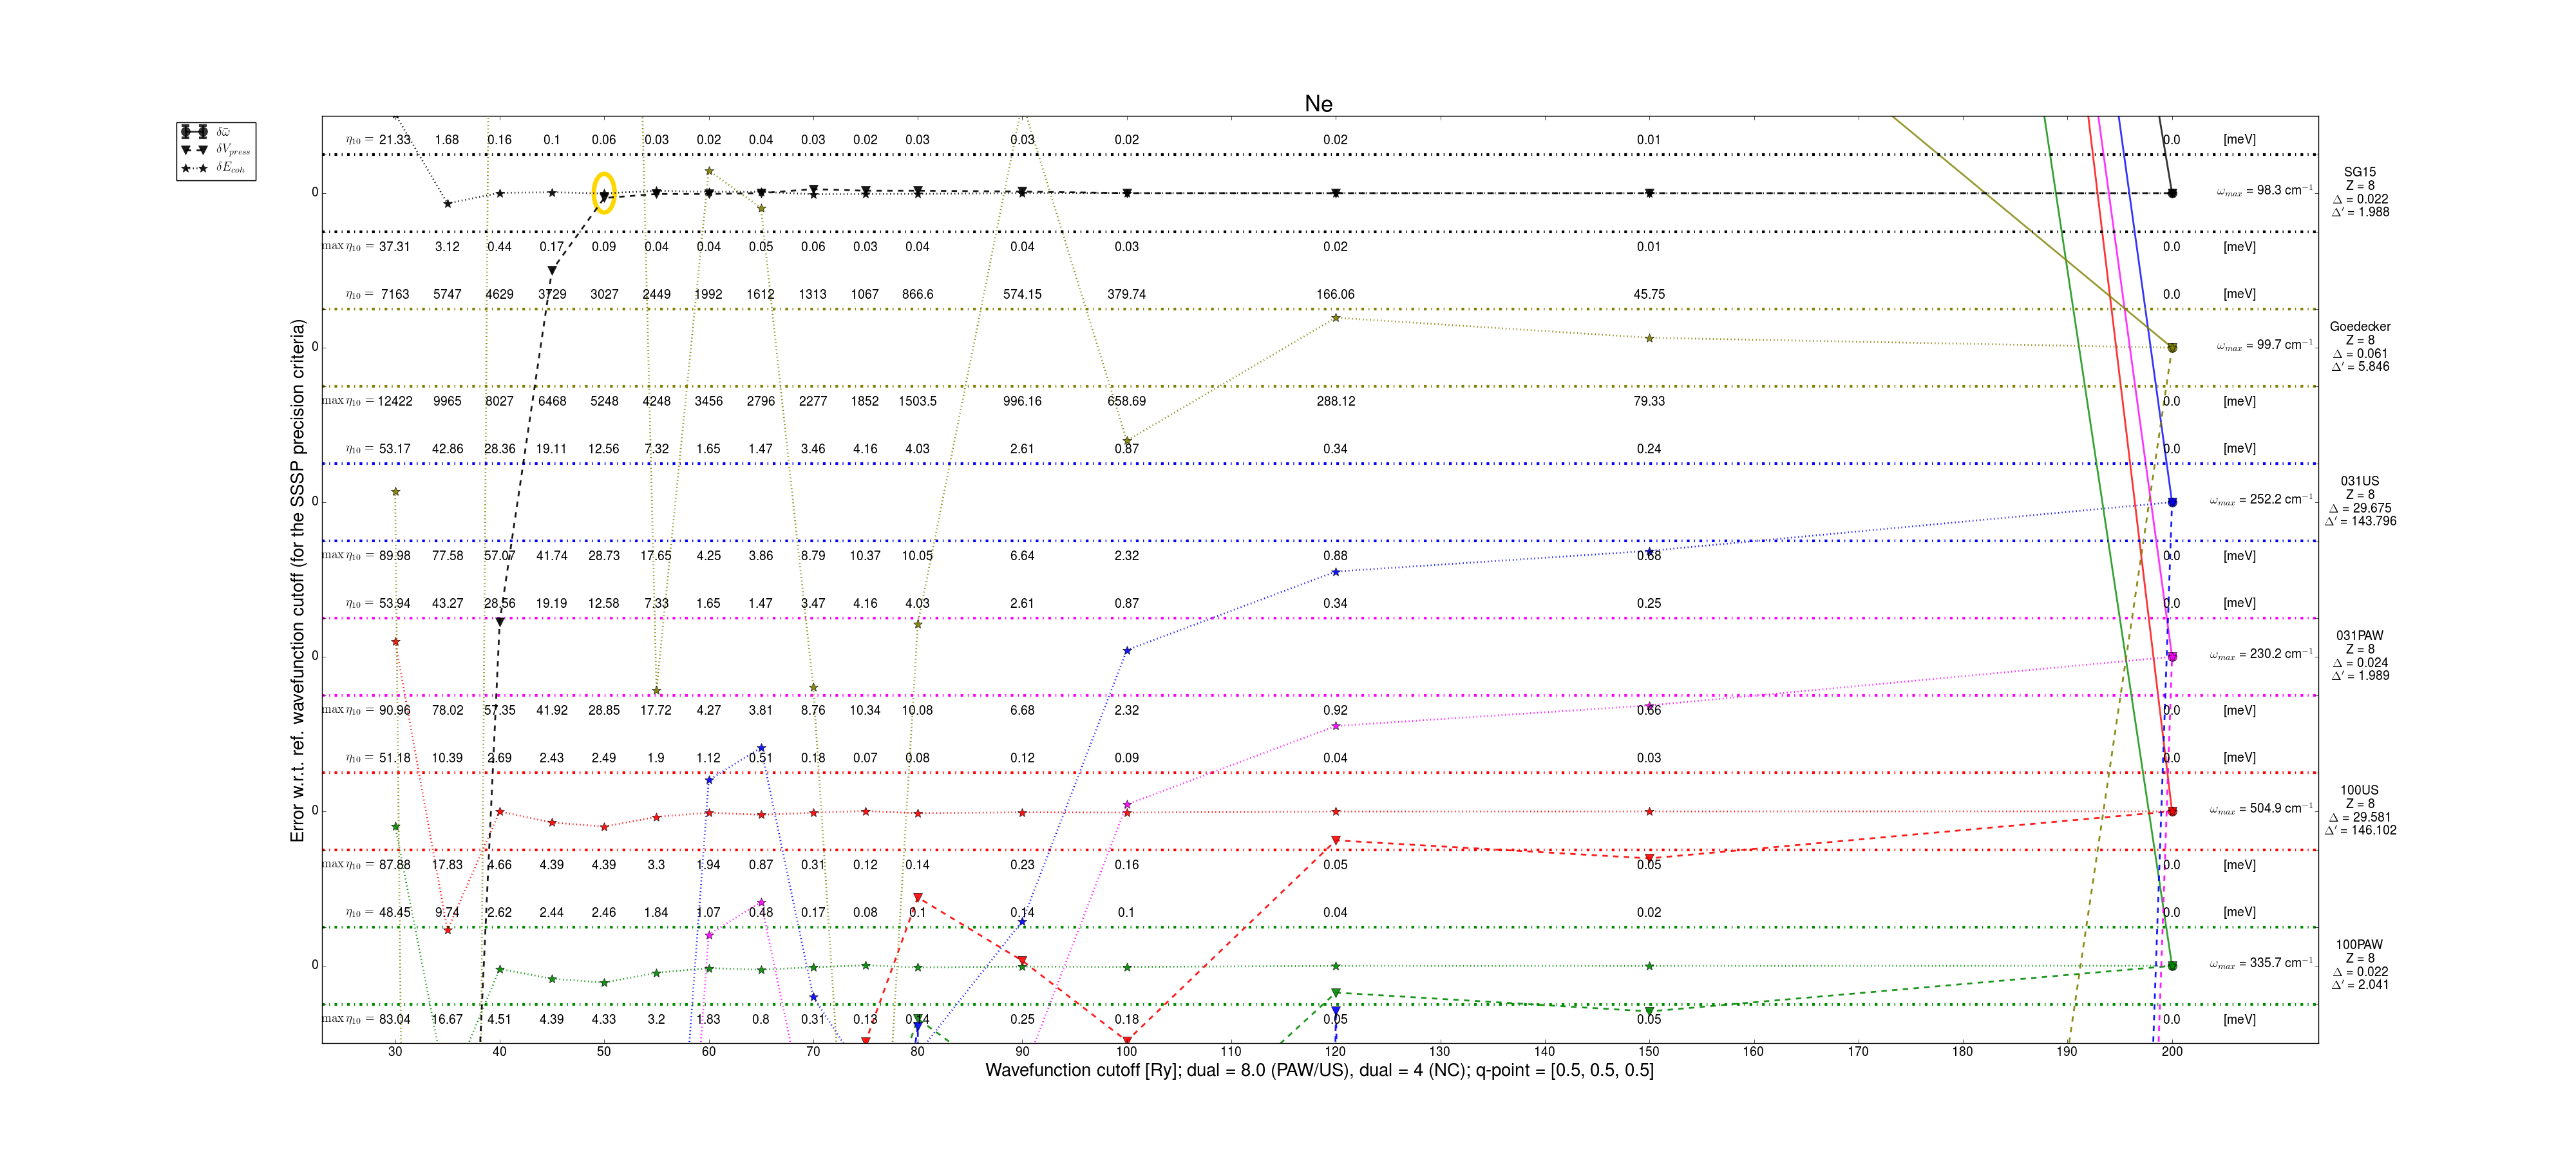 Ne
δω̄
δV_press
δE_coh
η₁₀ = 21.33 1.68 0.16 0.1 0.06 0.03 0.02 0.04 0.03 0.02 0.03 0.03 0.02 0.02 0.01 0.0 [meV]
0 ω_max = 98.3 cm⁻¹
SG15
Z = 8
Δ = 0.022
Δ′ = 1.988
max η₁₀ = 37.31 3.12 0.44 0.17 0.09 0.04 0.04 0.05 0.06 0.03 0.04 0.04 0.03 0.02 0.01 0.0 [meV]
η₁₀ = 7163 5747 4629 3729 3027 2449 1992 1612 1313 1067 866.6 574.15 379.74 166.06 45.75 0.0 [meV]
0 ω_max = 99.7 cm⁻¹
Goedecker
Z = 8
Δ = 0.061
Δ′ = 5.846
max η₁₀ = 12422 9965 8027 6468 5248 4248 3456 2796 2277 1852 1503.5 996.16 658.69 288.12 79.33 0.0 [meV]
η₁₀ = 53.17 42.86 28.36 19.11 12.56 7.32 1.65 1.47 3.46 4.16 4.03 2.61 0.87 0.34 0.24 0.0 [meV]
0 ω_max = 252.2 cm⁻¹
031US
Z = 8
Δ = 29.675
Δ′ = 143.796
max η₁₀ = 89.98 77.58 57.07 41.74 28.73 17.65 4.25 3.86 8.79 10.37 10.05 6.64 2.32 0.88 0.68 0.0 [meV]
η₁₀ = 53.94 43.27 28.56 19.19 12.58 7.33 1.65 1.47 3.47 4.16 4.03 2.61 0.87 0.34 0.25 0.0 [meV]
0 ω_max = 230.2 cm⁻¹
031PAW
Z = 8
Δ = 0.024
Δ′ = 1.989
max η₁₀ = 90.96 78.02 57.35 41.92 28.85 17.72 4.27 3.81 8.76 10.34 10.08 6.68 2.32 0.92 0.66 0.0 [meV]
η₁₀ = 51.18 10.39 2.69 2.43 2.49 1.9 1.12 0.51 0.18 0.07 0.08 0.12 0.09 0.04 0.03 0.0 [meV]
0 ω_max = 504.9 cm⁻¹
100US
Z = 8
Δ = 29.581
Δ′ = 146.102
max η₁₀ = 87.88 17.83 4.66 4.39 4.39 3.3 1.94 0.87 0.31 0.12 0.14 0.23 0.16 0.05 0.05 0.0 [meV]
η₁₀ = 48.45 9.74 2.62 2.44 2.46 1.84 1.07 0.48 0.17 0.08 0.1 0.14 0.1 0.04 0.02 0.0 [meV]
0 ω_max = 335.7 cm⁻¹
100PAW
Z = 8
Δ = 0.022
Δ′ = 2.041
max η₁₀ = 83.04 16.67 4.51 4.39 4.33 3.2 1.83 0.8 0.31 0.13 0.14 0.25 0.18 0.05 0.05 0.0 [meV]
30 40 50 60 70 80 90 100 110 120 130 140 150 160 170 180 190 200
Wavefunction cutoff [Ry]; dual = 8.0 (PAW/US), dual = 4 (NC); q-point = [0.5, 0.5, 0.5]
Error w.r.t. ref. wavefunction cutoff (for the SSSP precision criteria)